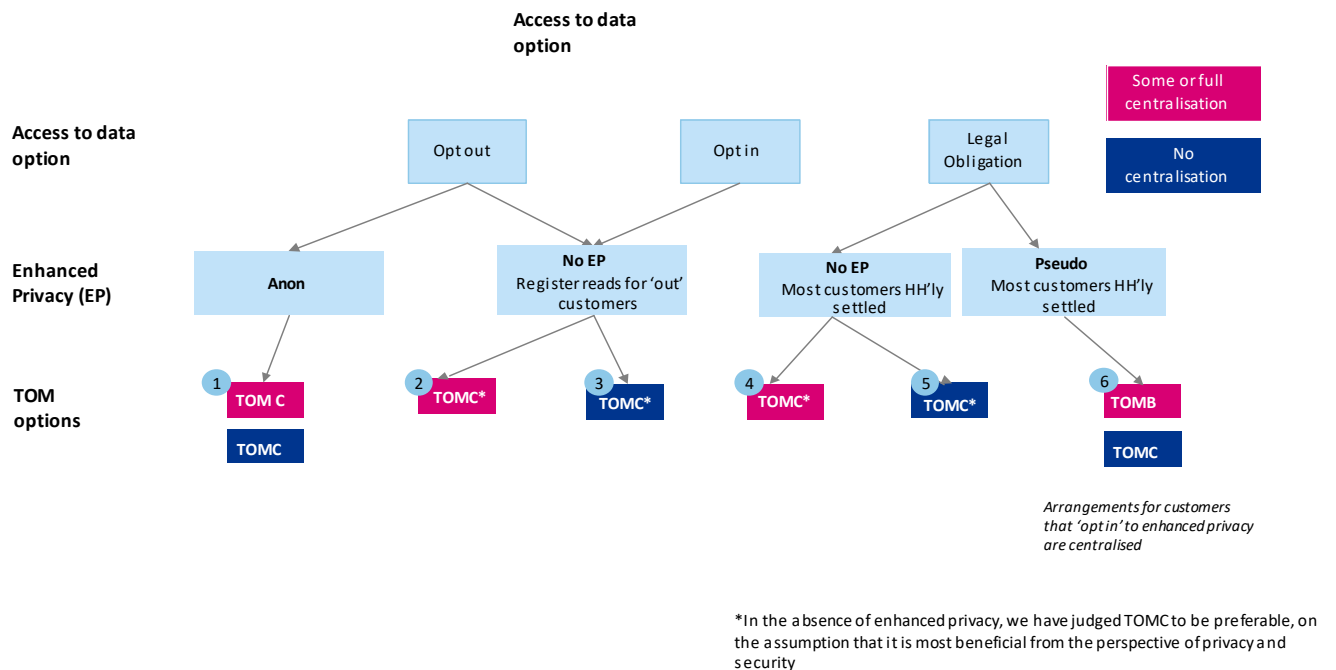 Access to data
option
Some or full
centralisation
No
centralisation
Access to data
option
Opt out
Opt in
Legal
Obligation
Enhanced
Privacy (EP)
Anon
No EP
Register reads for ‘out’
customers
No EP
Most customers HH’ly
settled
Pseudo
Most customers HH’ly
settled
TOM
options
1
TOM C
TOMC
2
TOMC*
3
TOMC*
4
TOMC*
5
TOMC*
6
TOMB
TOMC
Arrangements for customers
that ‘opt in’ to enhanced privacy
are centralised
*In the absence of enhanced privacy, we have judged TOMC to be preferable, on
the assumption that it is most beneficial from the perspective of privacy and
security